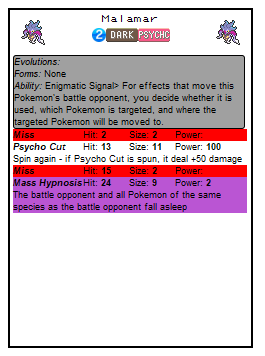 Malamar
2 DARK PSYCHC
Evolutions:
Forms: None
Ability: Enigmatic Signal> For effects that move this
Pokemon's battle opponent, you decide whether it is
used, which Pokemon is targeted, and where the
targeted Pokemon will be moved to.
Miss Hit: 2 Size: 2 Power:
Psycho Cut Hit: 13 Size: 11 Power: 100
Spin again - if Psycho Cut is spun, it deal +50 damage
Miss Hit: 15 Size: 2 Power:
Mass Hypnosis Hit: 24 Size: 9 Power: 2
The battle opponent and all Pokemon of the same
species as the battle opponent fall asleep